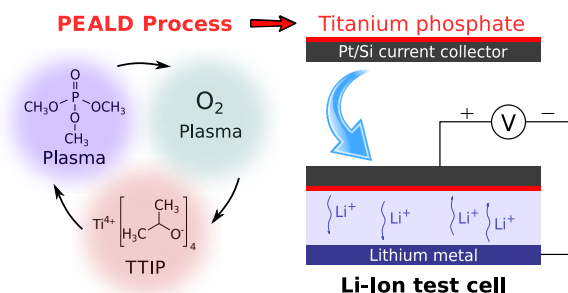 PEALD Process
Titanium phosphate
Pt/Si current collector
O
CH₃O P OCH₃
O
CH₃
Plasma
O₂
Plasma
Ti⁴⁺
CH₃
H₃C O⁻
4
TTIP
+ V −
Li⁺ Li⁺ Li⁺ Li⁺
Lithium metal
Li-Ion test cell